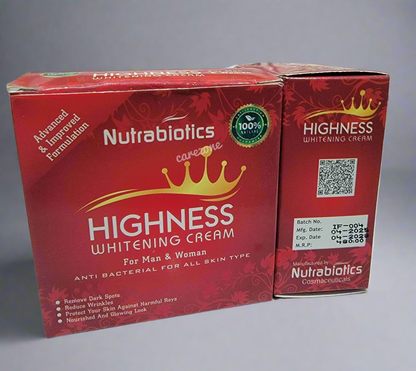 Advanced
& Improved
Formulation
Nutrabiotics
100%
carezone
HIGHNESS
WHITENING CREAM
For Man & Woman
ANTI BACTERIAL FOR ALL SKIN TYPE
Remove Dark Spots
Reduce Wrinkles
Protect Your Skin Against Harmful Rays
Nourished And Glowing Look
HIGHNESS
WHITENING CREAM
Batch No.
Mfg. Date:
Exp. Date
M.R.P:
Manufactured by
Nutrabiotics
Cosmaceuticals